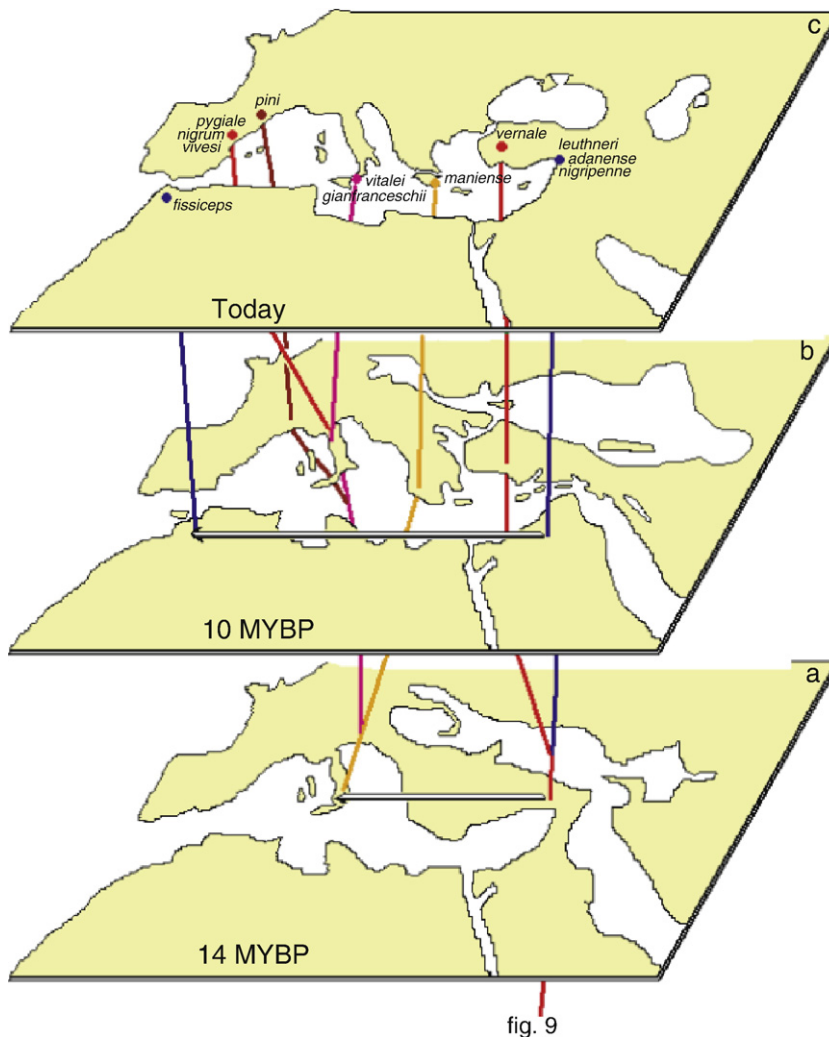 c
pini
pygiale
nigrum
vivesi
vernale
leuthneri
adanense
nigripenne
vitalei
gianfranceschii
maniense
fissiceps
Today
b
10 MYBP
a
14 MYBP
fig. 9